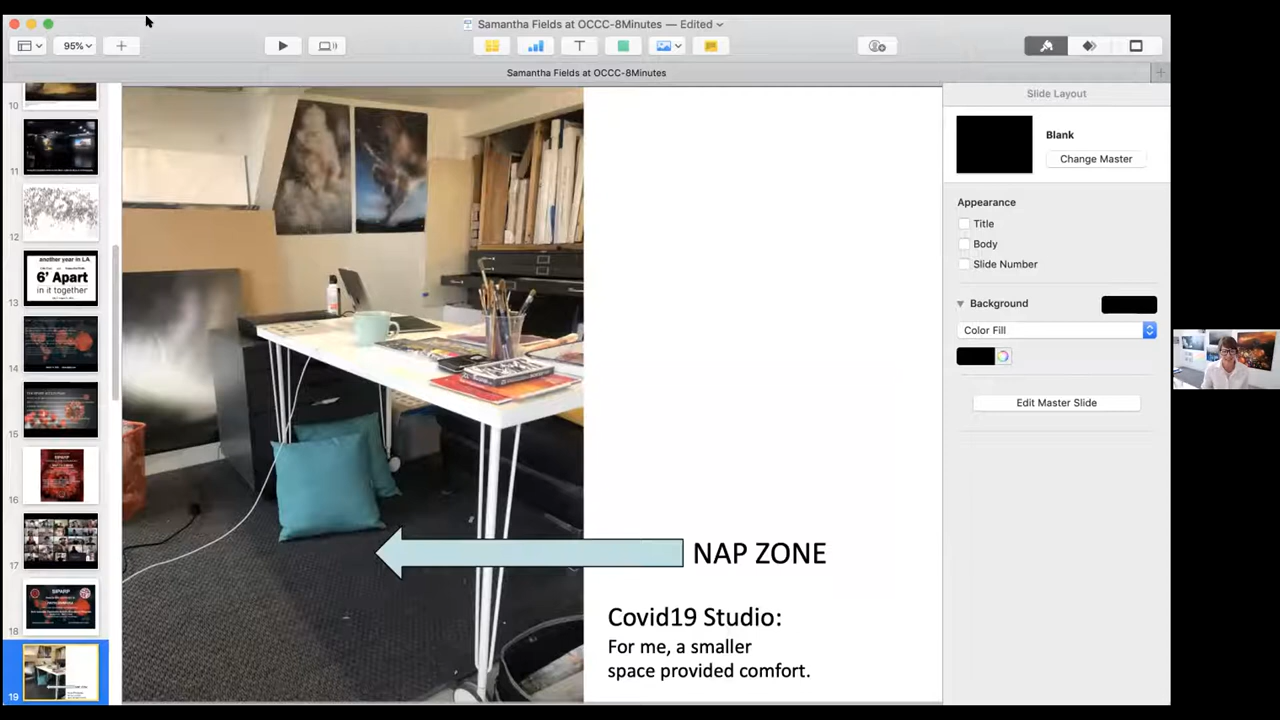 Samantha Fields at OCCC-8Minutes — Edited
95%
Samantha Fields at OCCC-8Minutes
Slide Layout
Blank
Change Master
Appearance
Title
Body
Slide Number
Background
Color Fill
Edit Master Slide
10
11
12
another year in LA
6' Apart
in it together
13
14
15
16
17
SIPARP
18
19
NAP ZONE
Covid19 Studio:
For me, a smaller
space provided comfort.